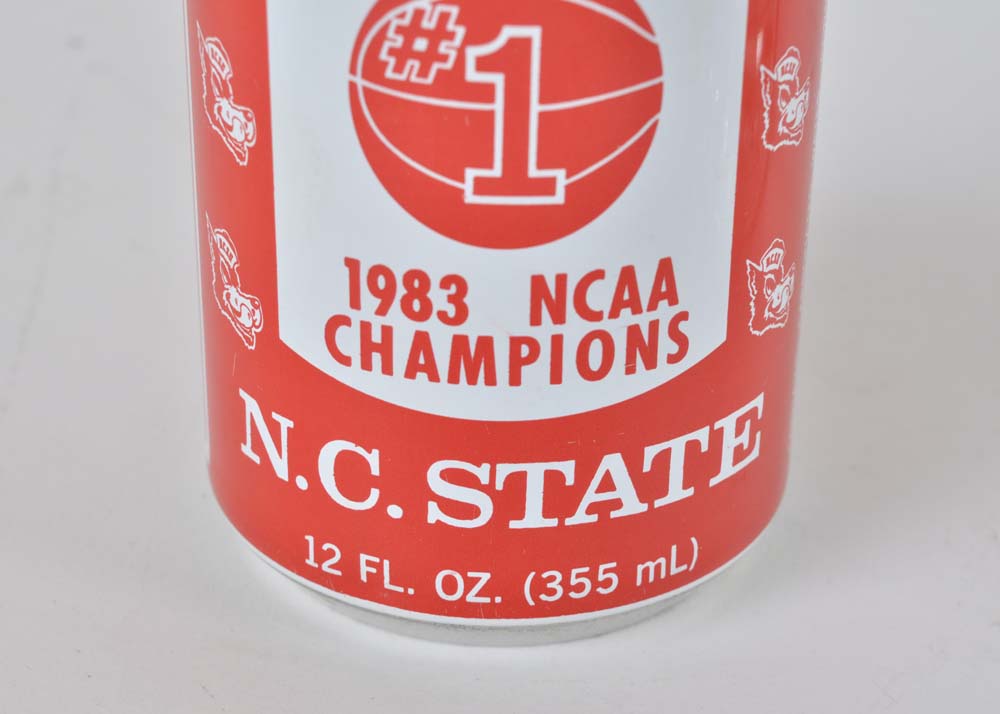 #1
1983 NCAA
CHAMPIONS
N.C. STATE
12 FL. OZ. (355 mL)